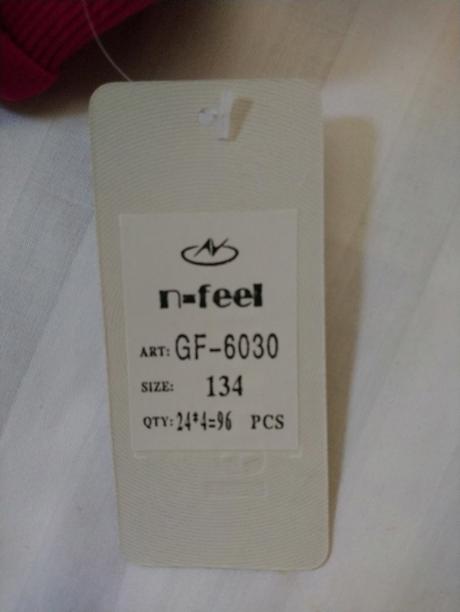 n-feel
ART: GF-6030
SIZE: 134
QTY: 24*4=96 PCS